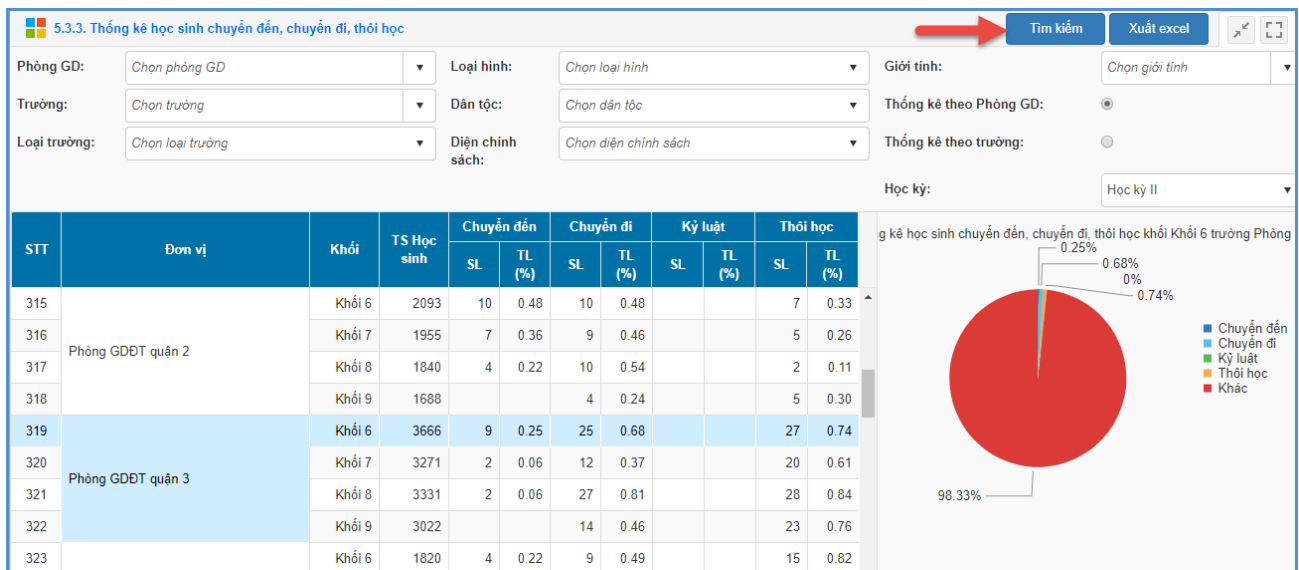 5.3.3. Thống kê học sinh chuyển đến, chuyển đi, thôi học
Tìm kiếm
Xuất excel
Phòng GD: Chọn phòng GD Loại hình: Chọn loại hình Giới tính: Chọn giới tính
Trường: Chọn trường Dân tộc: Chọn dân tộc Thống kê theo Phòng GD:
Loại trường: Chọn loại trường Diện chính sách: Chọn diện chính sách Thống kê theo trường:
Học kỳ: Học kỳ II
STT Đơn vị Khối TS Học sinh Chuyển đến Chuyển đi Kỷ luật Thôi học
SL TL (%) SL TL (%) SL TL (%) SL TL (%)
315 Khối 6 2093 10 0.48 10 0.48 7 0.33
316 Khối 7 1955 7 0.36 9 0.46 5 0.26
Phòng GDĐT quận 2
317 Khối 8 1840 4 0.22 10 0.54 2 0.11
318 Khối 9 1688 4 0.24 5 0.30
319 Khối 6 3666 9 0.25 25 0.68 27 0.74
320 Khối 7 3271 2 0.06 12 0.37 20 0.61
Phòng GDĐT quận 3
321 Khối 8 3331 2 0.06 27 0.81 28 0.84
322 Khối 9 3022 14 0.46 23 0.76
323 Khối 6 1820 4 0.22 9 0.49 15 0.82
g kê học sinh chuyển đến, chuyển đi, thôi học khối Khối 6 trường Phòng
0.25%
0.68%
0%
0.74%
98.33%
Chuyển đến
Chuyển đi
Kỷ luật
Thôi học
Khác